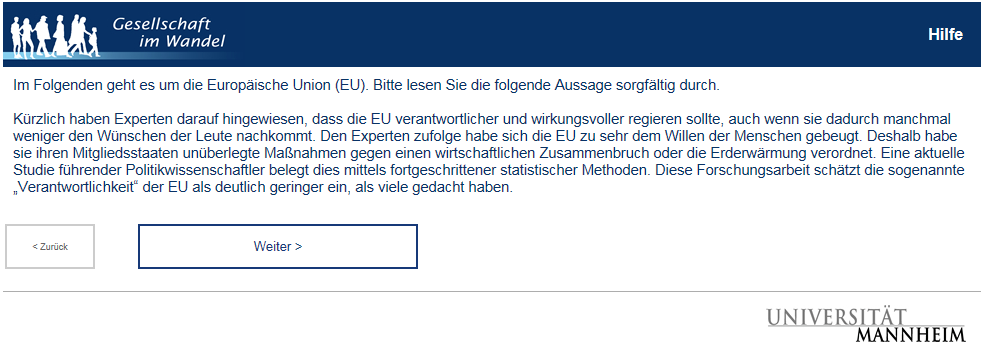 Gesellschaft
im Wandel
Hilfe
Im Folgenden geht es um die Europäische Union (EU). Bitte lesen Sie die folgende Aussage sorgfältig durch.
Kürzlich haben Experten darauf hingewiesen, dass die EU verantwortlicher und wirkungsvoller regieren sollte, auch wenn sie dadurch manchmal
weniger den Wünschen der Leute nachkommt. Den Experten zufolge habe sich die EU zu sehr dem Willen der Menschen gebeugt. Deshalb habe
sie ihren Mitgliedsstaaten unüberlegte Maßnahmen gegen einen wirtschaftlichen Zusammenbruch oder die Erderwärmung verordnet. Eine aktuelle
Studie führender Politikwissenschaftler belegt dies mittels fortgeschrittener statistischer Methoden. Diese Forschungsarbeit schätzt die sogenannte
„Verantwortlichkeit“ der EU als deutlich geringer ein, als viele gedacht haben.
< Zurück
Weiter >
UNIVERSITÄT
MANNHEIM